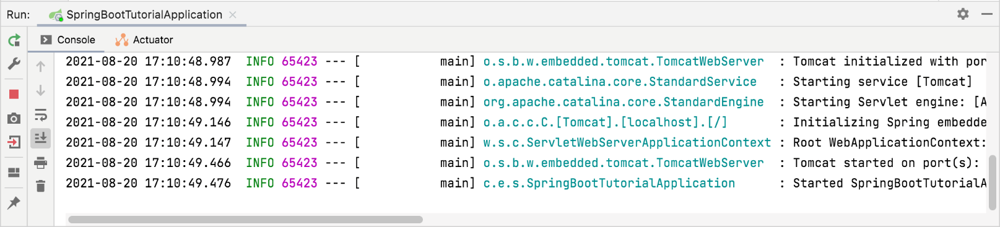 Run: SpringBootTutorialApplication
Console Actuator
2021-08-20 17:10:48.987  INFO 65423 --- [           main] o.s.b.w.embedded.tomcat.TomcatWebServer  : Tomcat initialized with por
2021-08-20 17:10:48.994  INFO 65423 --- [           main] o.apache.catalina.core.StandardService   : Starting service [Tomcat]
2021-08-20 17:10:48.994  INFO 65423 --- [           main] org.apache.catalina.core.StandardEngine  : Starting Servlet engine: [A
2021-08-20 17:10:49.146  INFO 65423 --- [           main] o.a.c.c.C.[Tomcat].[localhost].[/]       : Initializing Spring embedde
2021-08-20 17:10:49.147  INFO 65423 --- [           main] w.s.c.ServletWebServerApplicationContext : Root WebApplicationContext:
2021-08-20 17:10:49.466  INFO 65423 --- [           main] o.s.b.w.embedded.tomcat.TomcatWebServer  : Tomcat started on port(s):
2021-08-20 17:10:49.476  INFO 65423 --- [           main] c.e.s.SpringBootTutorialApplication      : Started SpringBootTutorialA